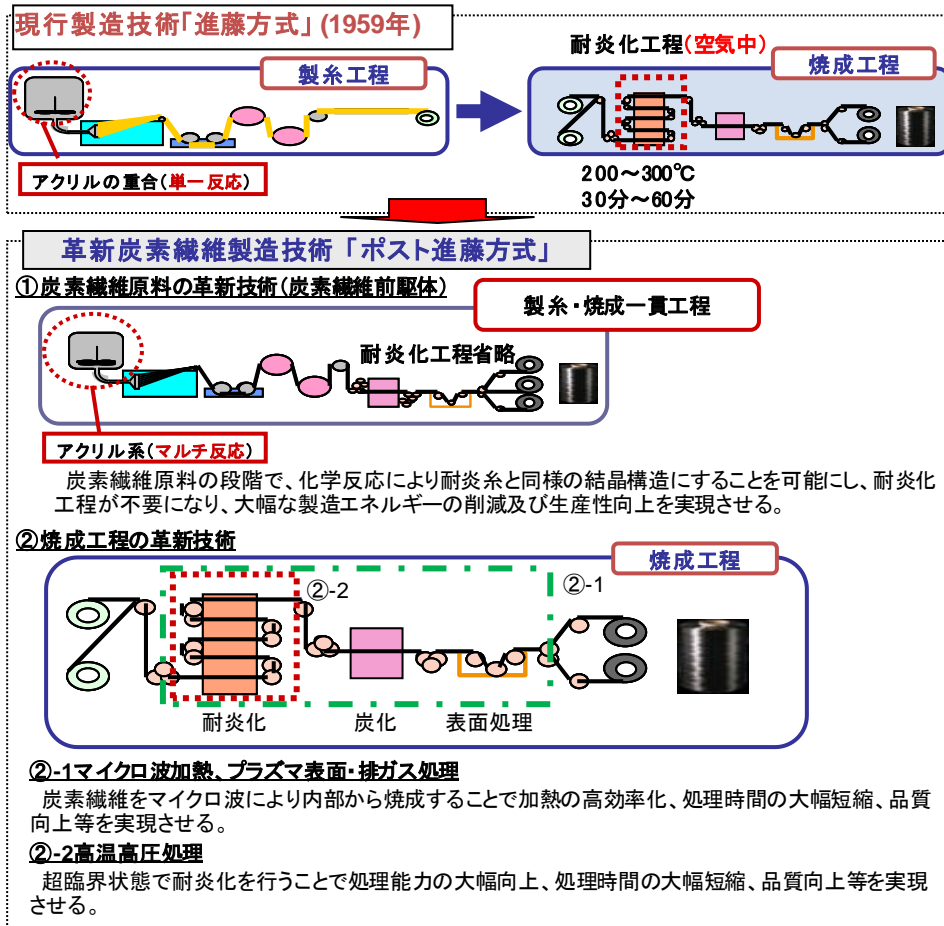 現行製造技術「進藤方式」(1959年)
耐炎化工程(空気中)
製糸工程
焼成工程
アクリルの重合(単一反応)
200～300℃
30分～60分
革新炭素繊維製造技術「ポスト進藤方式」
①炭素繊維原料の革新技術(炭素繊維前駆体)
製糸・焼成一貫工程
耐炎化工程省略
アクリル系(マルチ反応)
炭素繊維原料の段階で、化学反応により耐炎糸と同様の結晶構造にすることを可能にし、耐炎化
工程が不要になり、大幅な製造エネルギーの削減及び生産性向上を実現させる。
②焼成工程の革新技術
焼成工程
②-2
②-1
耐炎化
炭化
表面処理
②-1マイクロ波加熱、プラズマ表面・排ガス処理
炭素繊維をマイクロ波により内部から焼成することで加熱の高効率化、処理時間の大幅短縮、品質
向上等を実現させる。
②-2高温高圧処理
超臨界状態で耐炎化を行うことで処理能力の大幅向上、処理時間の大幅短縮、品質向上等を実現
させる。